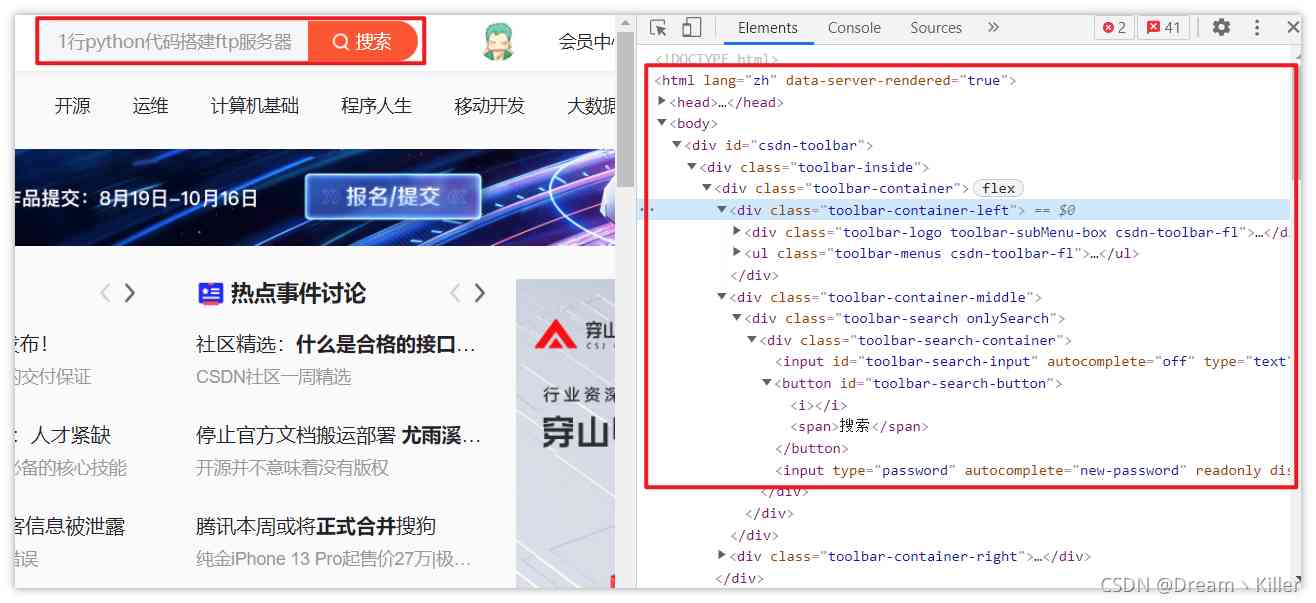 1行python代码搭建ftp服务器
搜索
会员中
开源 运维 计算机基础 程序人生 移动开发 大数据
作品提交：8月19日-10月16日
报名/提交
热点事件讨论
发布！
社区精选：什么是合格的接口…
的交付保证
CSDN社区一周精选
：人才紧缺
停止官方文档搬运部署 尤雨溪…
必备的核心技能
开源并不意味着没有版权
客信息被泄露
腾讯本周或将正式合并搜狗
错误
纯金iPhone 13 Pro起售价27万|极…
穿山
CSI
行业资深
穿山
Elements Console Sources » 2 41
<!DOCTYPE html>
<html lang="zh" data-server-rendered="true">
<head>…</head>
<body>
<div id="csdn-toolbar">
<div class="toolbar-inside">
<div class="toolbar-container"> flex
<div class="toolbar-container-left"> == $0
<div class="toolbar-logo toolbar-subMenu-box csdn-toolbar-fl">…</di
<ul class="toolbar-menus csdn-toolbar-fl">…</ul>
</div>
<div class="toolbar-container-middle">
<div class="toolbar-search onlySearch">
<div class="toolbar-search-container">
<input id="toolbar-search-input" autocomplete="off" type="text"
<button id="toolbar-search-button">
<i></i>
<span>搜索</span>
</button>
<input type="password" autocomplete="new-password" readonly dis
</div>
</div>
</div>
<div class="toolbar-container-right">…</div>
</div>
CSDN @Dream丶Killer